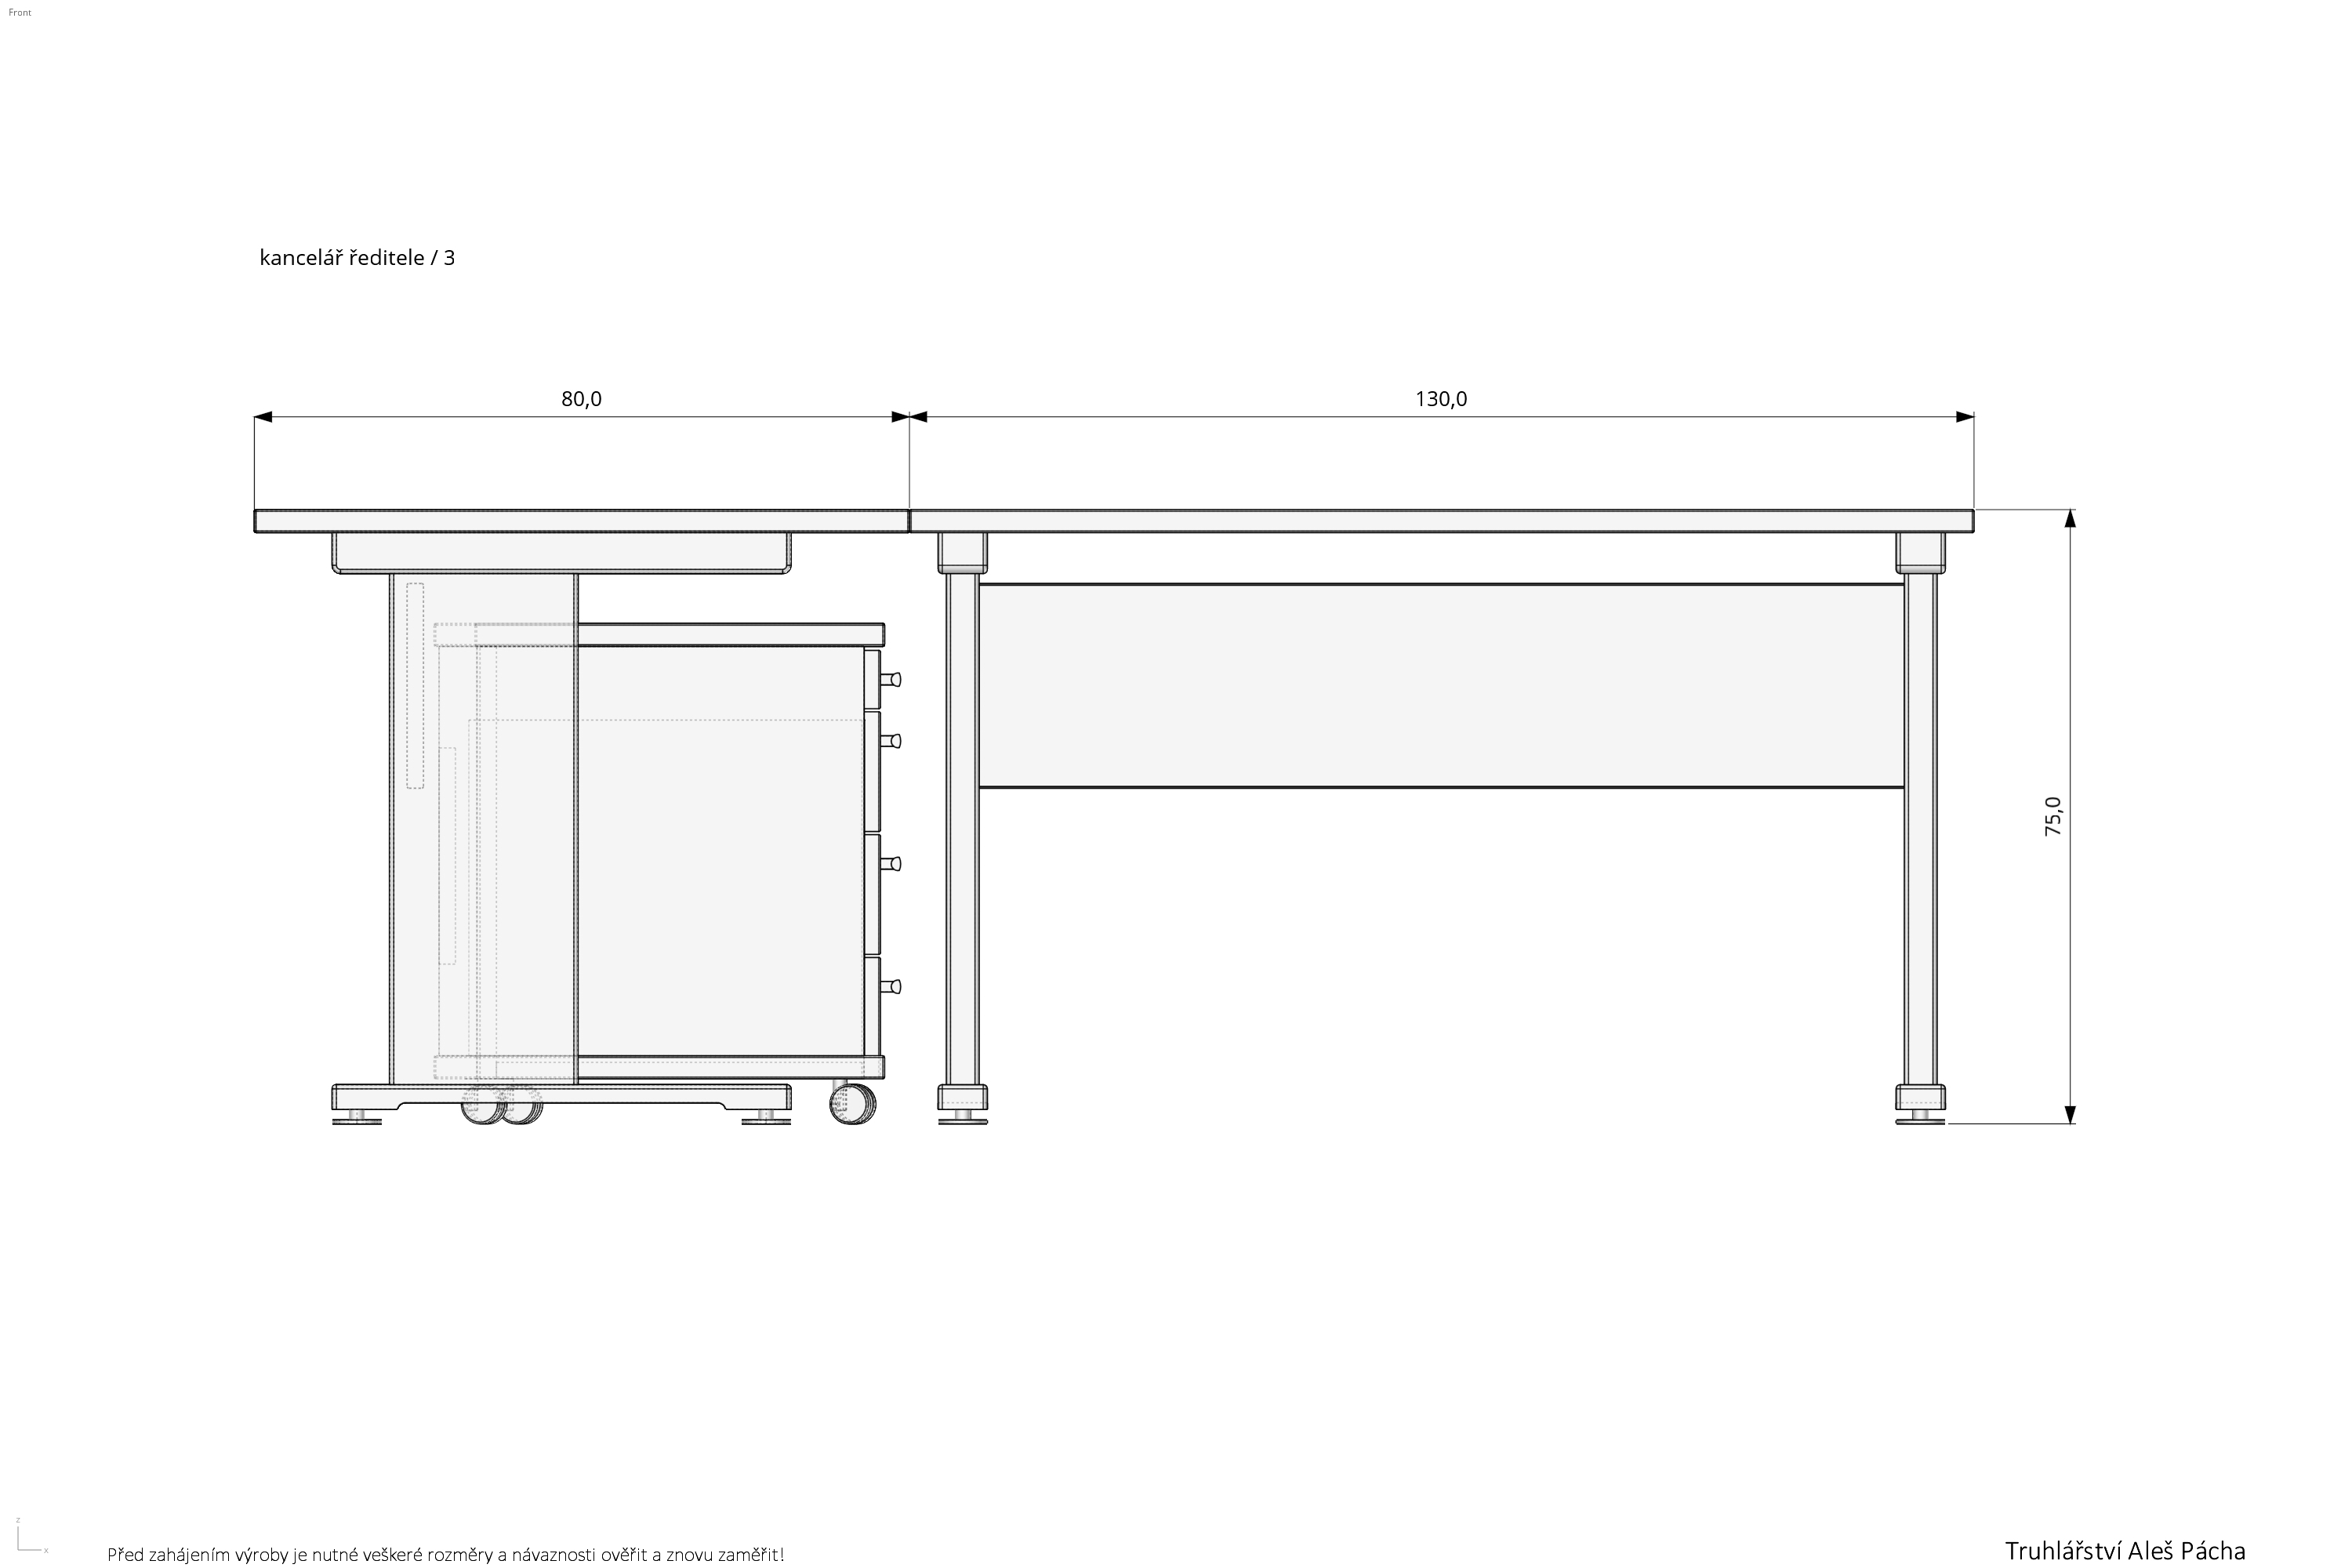 Front
kancelář ředitele / 3
80,0
130,0
75,0
z
x
Před zahájením výroby je nutné veškeré rozměry a návaznosti ověřit a znovu zaměřit!
Truhlářství Aleš Pácha